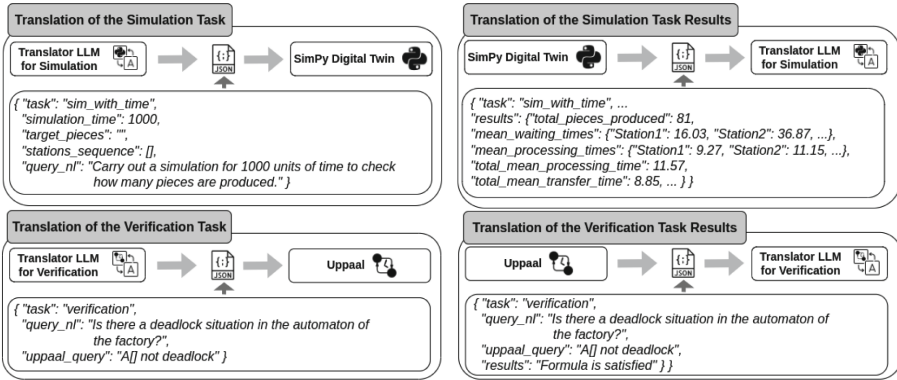 Translation of the Simulation Task
Translator LLM
for Simulation
A
{;}
JSON
SimPy Digital Twin
{ "task": "sim_with_time",
"simulation_time": 1000,
"target_pieces": "",
"stations_sequence": [],
"query_nl": "Carry out a simulation for 1000 units of time to check
how many pieces are produced." }
Translation of the Simulation Task Results
SimPy Digital Twin
{;}
JSON
Translator LLM
for Simulation
A
{ "task": "sim_with_time", ...
"results": {"total_pieces_produced": 81,
"mean_waiting_times": {"Station1": 16.03, "Station2": 36.87, ...},
"mean_processing_times": {"Station1": 9.27, "Station2": 11.15, ...},
"total_mean_processing_time": 11.57,
"total_mean_transfer_time": 8.85, ... } }
Translation of the Verification Task
Translator LLM
for Verification
A
{;}
JSON
Uppaal
{ "task": "verification",
"query_nl": "Is there a deadlock situation in the automaton of
the factory?",
"uppaal_query": "A[] not deadlock" }
Translation of the Verification Task Results
Uppaal
{;}
JSON
Translator LLM
for Verification
A
{ "task": "verification",
"query_nl": "Is there a deadlock situation in the automaton of
the factory?",
"uppaal_query": "A[] not deadlock",
"results": "Formula is satisfied" } }